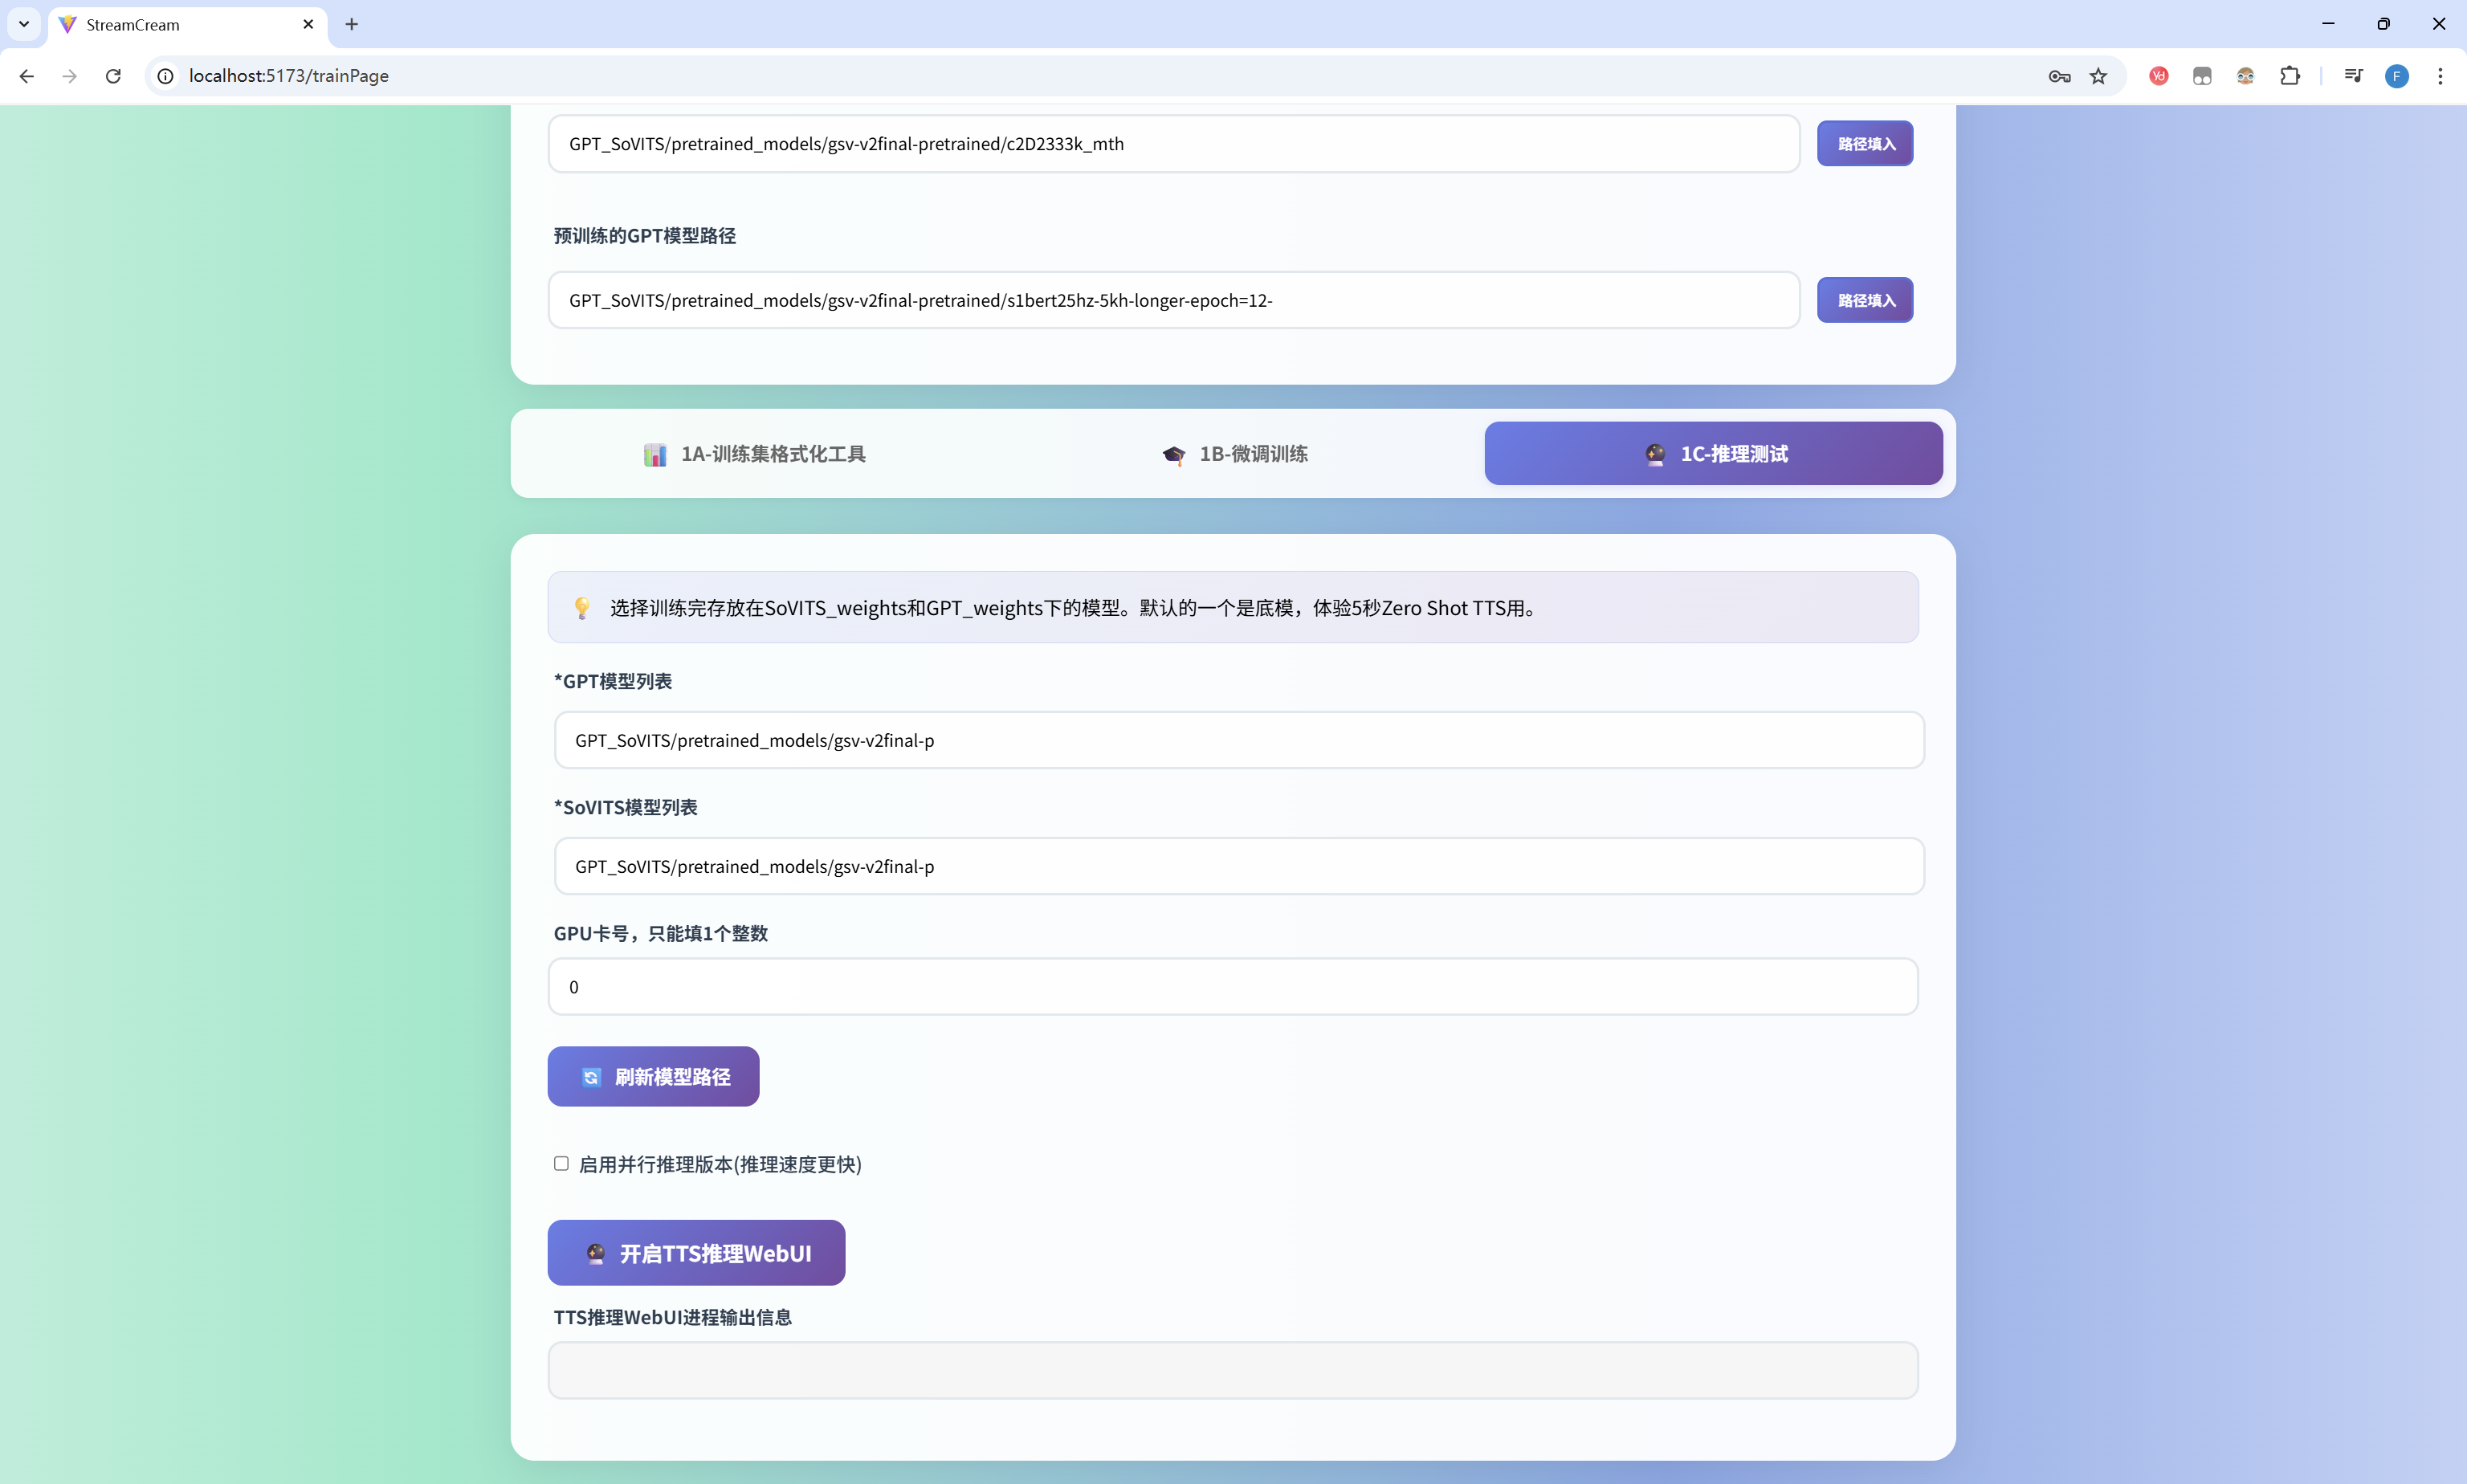 StreamCream
localhost:5173/trainPage
F
GPT_SoVITS/pretrained_models/gsv-v2final-pretrained/c2D2333k_mth
路径填入
预训练的GPT模型路径
GPT_SoVITS/pretrained_models/gsv-v2final-pretrained/s1bert25hz-5kh-longer-epoch=12-
路径填入
1A-训练集格式化工具
1B-微调训练
1C-推理测试
选择训练完存放在SoVITS_weights和GPT_weights下的模型。默认的一个是底模，体验5秒Zero Shot TTS用。
*GPT模型列表
GPT_SoVITS/pretrained_models/gsv-v2final-p
*SoVITS模型列表
GPT_SoVITS/pretrained_models/gsv-v2final-p
GPU卡号，只能填1个整数
0
刷新模型路径
启用并行推理版本(推理速度更快)
开启TTS推理WebUI
TTS推理WebUI进程输出信息